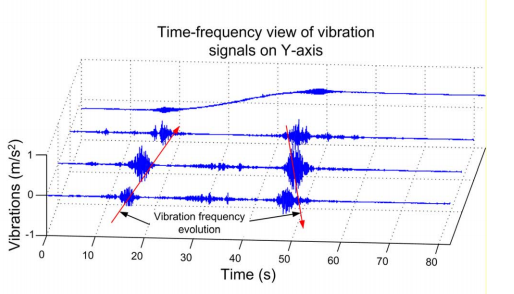 Time-frequency view of vibration
signals on Y-axis
Vibrations (m/s²)
1
0
-1
Vibration frequency
evolution
0 10 20 30 40 50 60 70 80
Time (s)